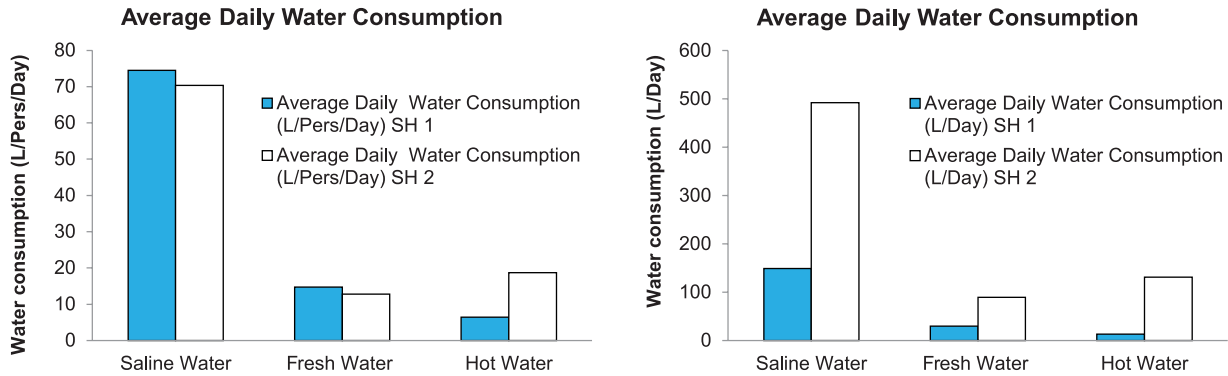 Average Daily Water Consumption
Water consumption (L/Pers/Day)
80
70
60
50
40
30
20
10
0
Average Daily Water Consumption
(L/Pers/Day) SH 1
Average Daily Water Consumption
(L/Pers/Day) SH 2
Saline Water
Fresh Water
Hot Water
Average Daily Water Consumption
Water consumption (L/Day)
600
500
400
300
200
100
0
Average Daily Water Consumption
(L/Day) SH 1
Average Daily Water Consumption
(L/Day) SH 2
Saline Water
Fresh Water
Hot Water